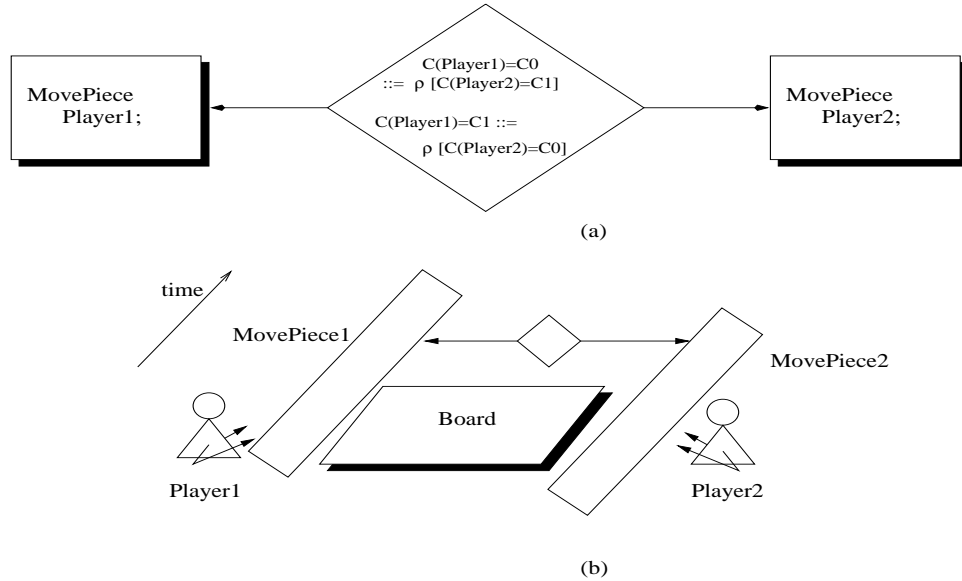 C(Player1)=C0
::= ρ [C(Player2)=C1]
C(Player1)=C1 ::=
ρ [C(Player2)=C0]
MovePiece
Player1;
MovePiece
Player2;
(a)
time
MovePiece1
MovePiece2
Board
Player1
Player2
(b)